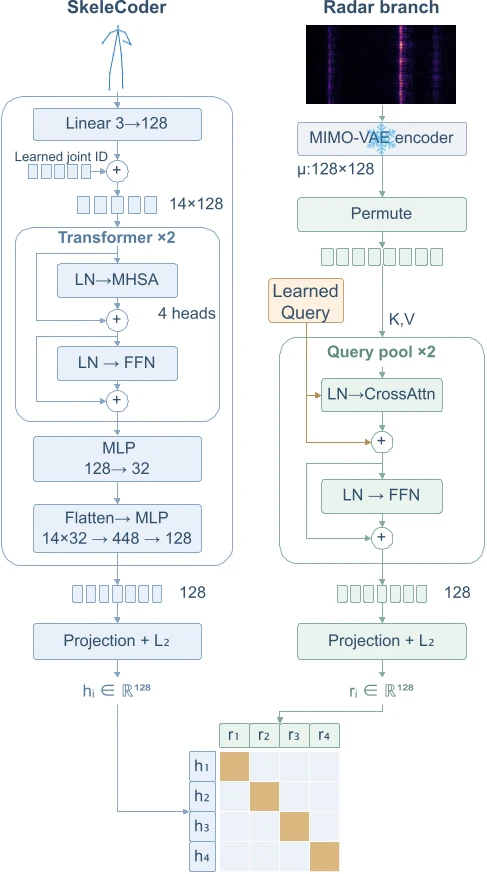 SkeleCoder
Linear 3→128
Learned joint ID
+
14×128
Transformer ×2
LN→MHSA
4 heads
+
LN → FFN
+
MLP
128→ 32
Flatten→ MLP
14×32 → 448 → 128
128
Projection + L₂
hᵢ ∈ ℝ¹²⁸
Radar branch
MIMO-VAE encoder
μ:128×128
Permute
Learned
Query
K,V
Query pool ×2
LN→CrossAttn
+
LN → FFN
+
128
Projection + L₂
rᵢ ∈ ℝ¹²⁸
r₁ r₂ r₃ r₄
h₁
h₂
h₃
h₄